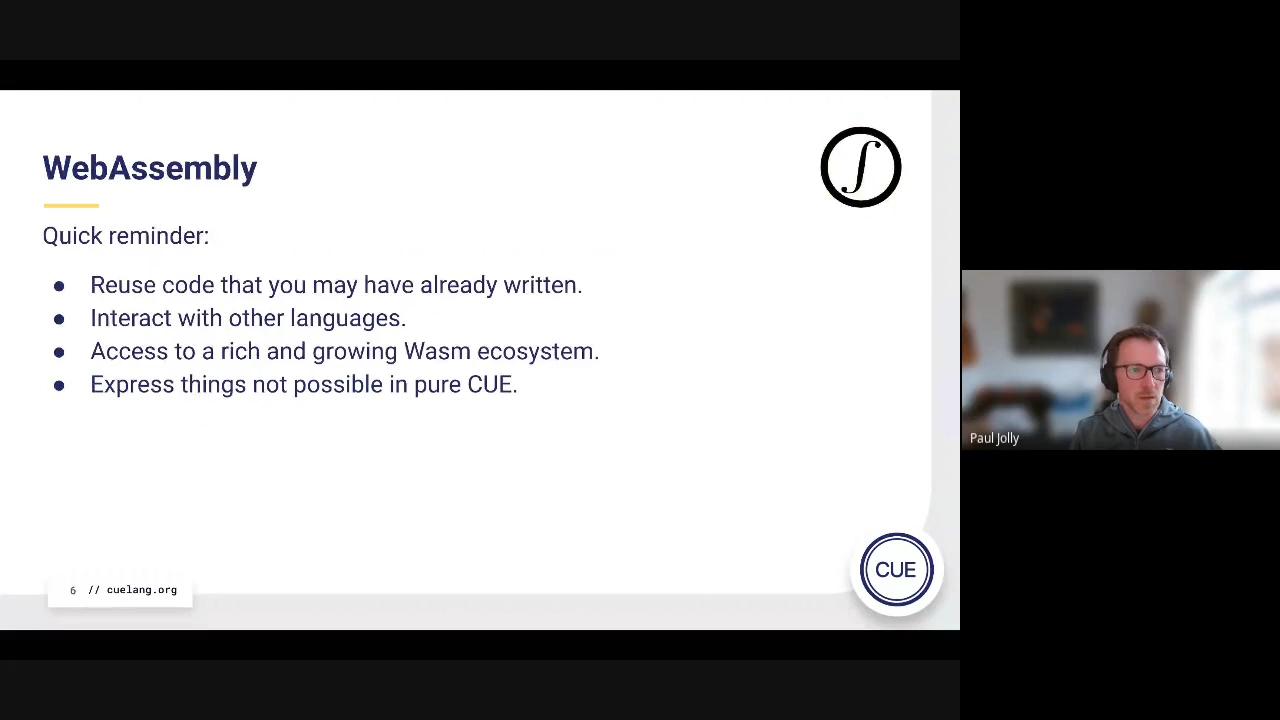 WebAssembly
Quick reminder:
● Reuse code that you may have already written.
● Interact with other languages.
● Access to a rich and growing Wasm ecosystem.
● Express things not possible in pure CUE.
6 // cuelang.org
CUE
Paul Jolly